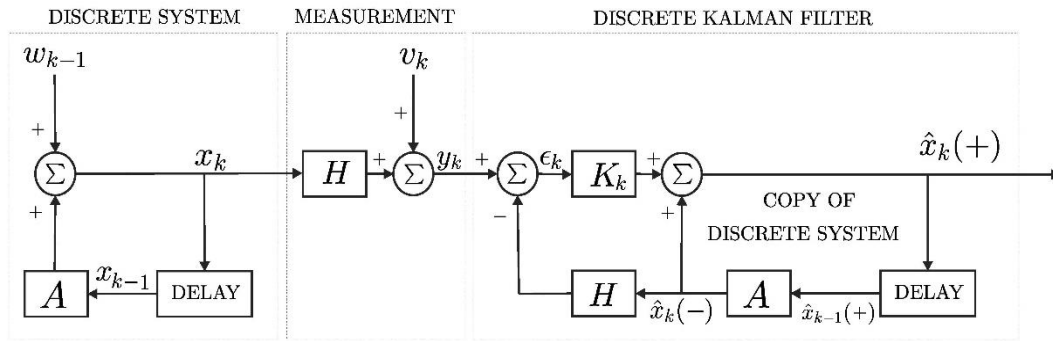 DISCRETE SYSTEM
MEASUREMENT
DISCRETE KALMAN FILTER
w_{k-1}
+
Σ
+
x_k
A
x_{k-1}
DELAY
H
v_k
+
+
Σ
y_k
+
Σ
−
ϵ_k
K_k
+
Σ
+
x̂_k(+)
COPY OF
DISCRETE SYSTEM
H
x̂_k(−)
A
x̂_{k-1}(+)
DELAY